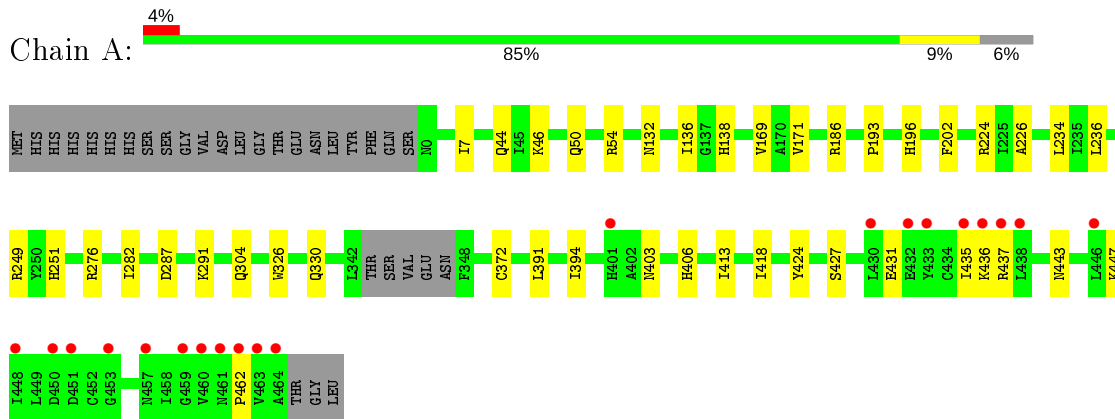 4%
Chain A:
85% 9% 6%
MET HIS HIS HIS HIS HIS HIS SER SER GLY VAL ASP LEU GLY THR GLU ASN LEU TYR PHE GLN SER N0 I7 Q44 I45 K46 Q50 R54 N132 I136 G137 H138 V169 A170 V171 R186 P193 H196 F202 R224 I225 A226 L234 I235 L236
R249 Y250 H251 R276 I282 D287 K291 Q304 W326 Q330 L342 THR SER VAL GLU ASN F348 C372 L391 I394 H401 A402 N403 H406 I413 I418 Y424 S427 L430 E431 E432 Y433 C434 I435 K436 R437 L438 N443 L446 K447
I448 L449 D450 D451 C452 G453 N457 I458 G459 V460 N461 P462 V463 A464 THR GLY LEU